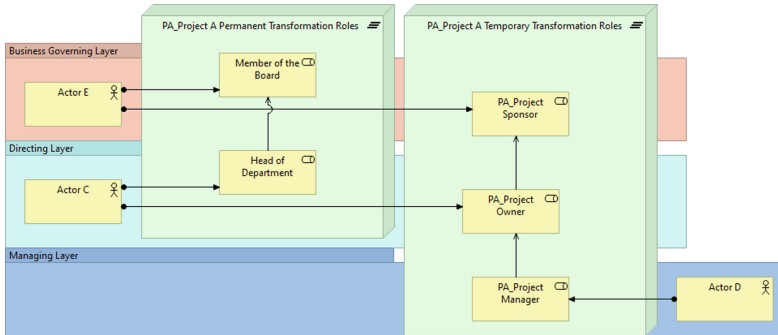 PA_Project A Permanent Transformation Roles
PA_Project A Temporary Transformation Roles
Business Governing Layer
Member of the
Board
Actor E
PA_Project
Sponsor
Directing Layer
Head of
Department
Actor C
PA_Project
Owner
Managing Layer
PA_Project
Manager
Actor D